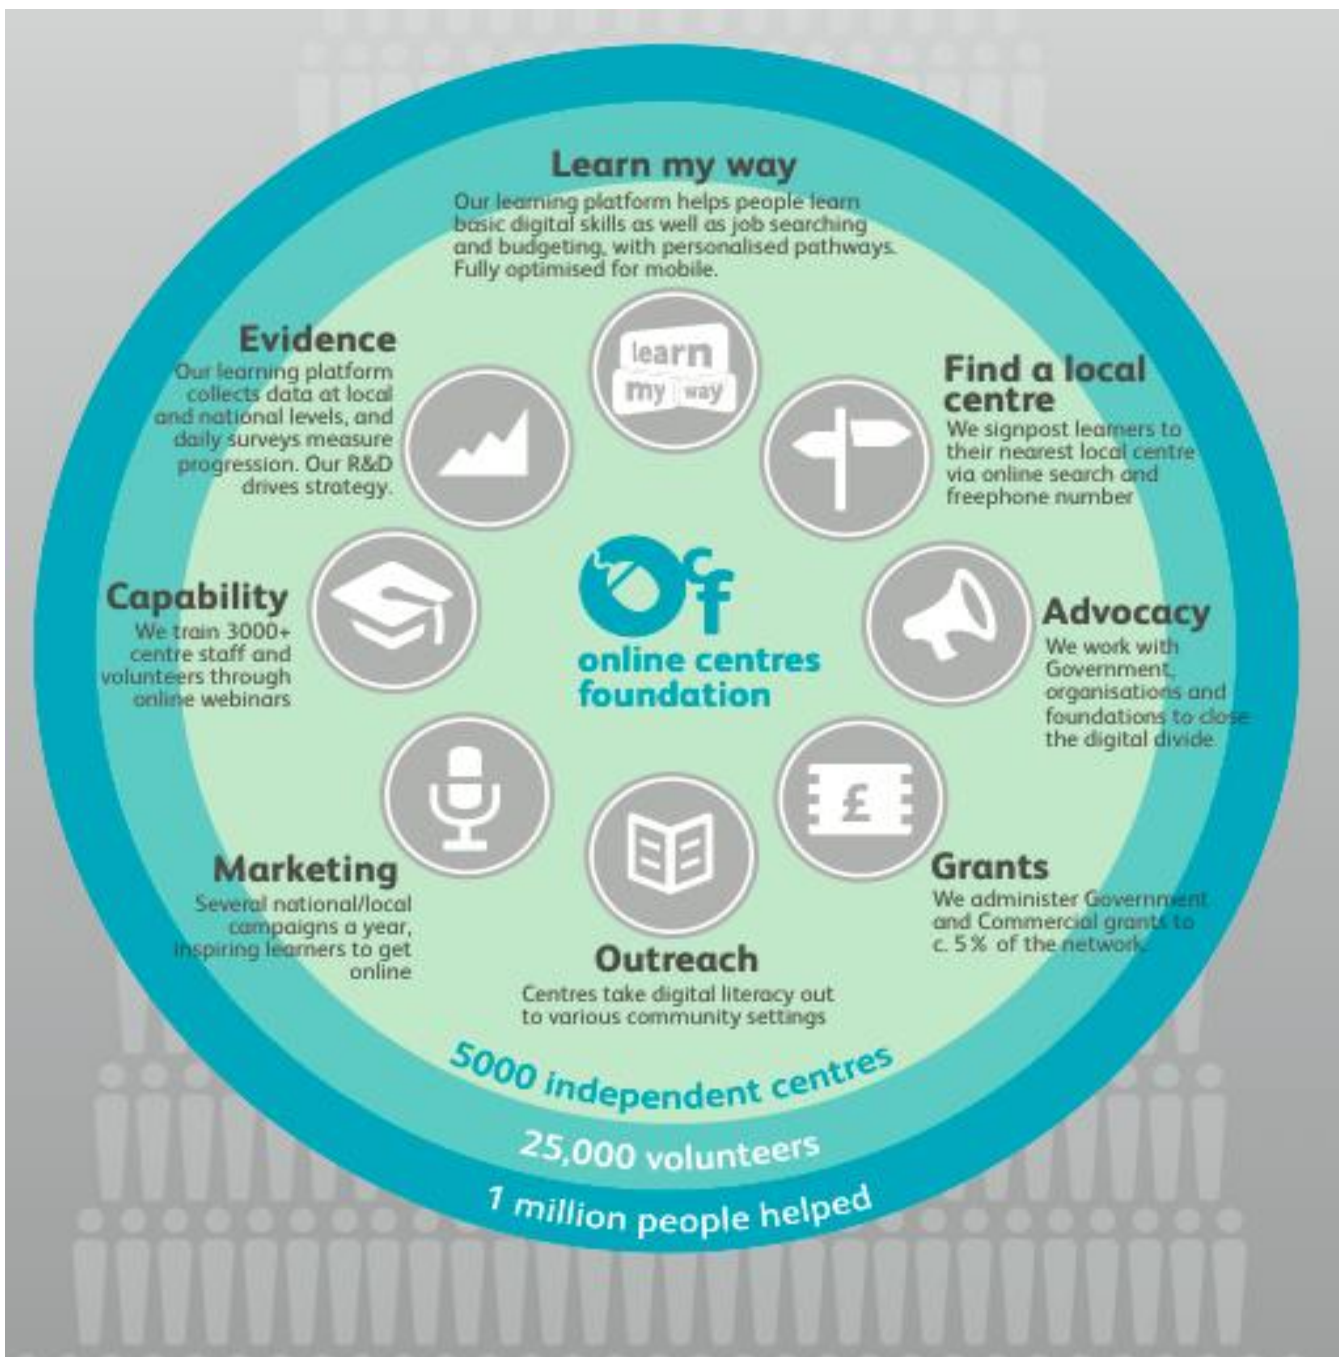 Learn my way
Our learning platform helps people learn
basic digital skills as well as job searching
and budgeting, with personalised pathways.
Fully optimised for mobile.
learn
my way
Evidence
Our learning platform
collects data at local
and national levels, and
daily surveys measure
progression. Our R&D
drives strategy.
Find a local
centre
We signpost learners to
their nearest local centre
via online search and
freephone number
Capability
We train 3000+
centre staff and
volunteers through
online webinars
ocf
online centres
foundation
Advocacy
We work with
Government,
organisations and
foundations to close
the digital divide.
Marketing
Several national/local
campaigns a year,
inspiring learners to get
online
£
Grants
We administer Government
and Commercial grants to
c. 5% of the network.
Outreach
Centres take digital literacy out
to various community settings
5000 independent centres
25,000 volunteers
1 million people helped